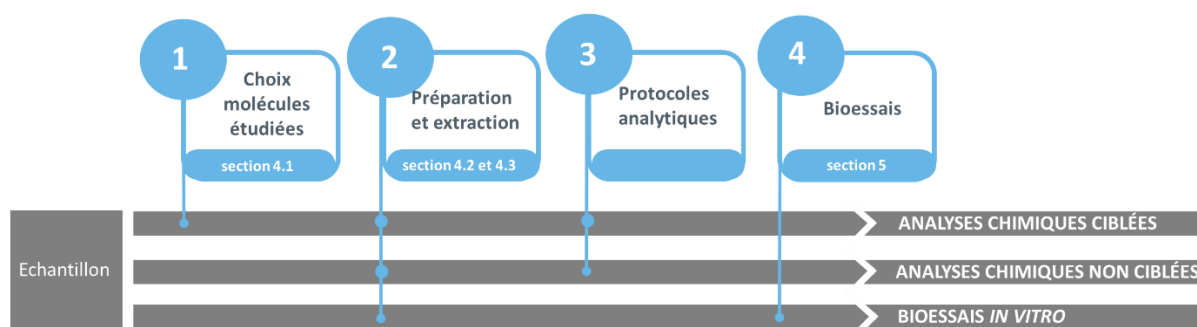 1
Choix
molécules
étudiées
section 4.1
2
Préparation
et extraction
section 4.2 et 4.3
3
Protocoles
analytiques
4
Bioessais
section 5
Echantillon
ANALYSES CHIMIQUES CIBLÉES
ANALYSES CHIMIQUES NON CIBLÉES
BIOESSAIS IN VITRO